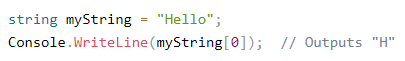 string myString = "Hello";
Console.WriteLine(myString[0]);  // Outputs "H"